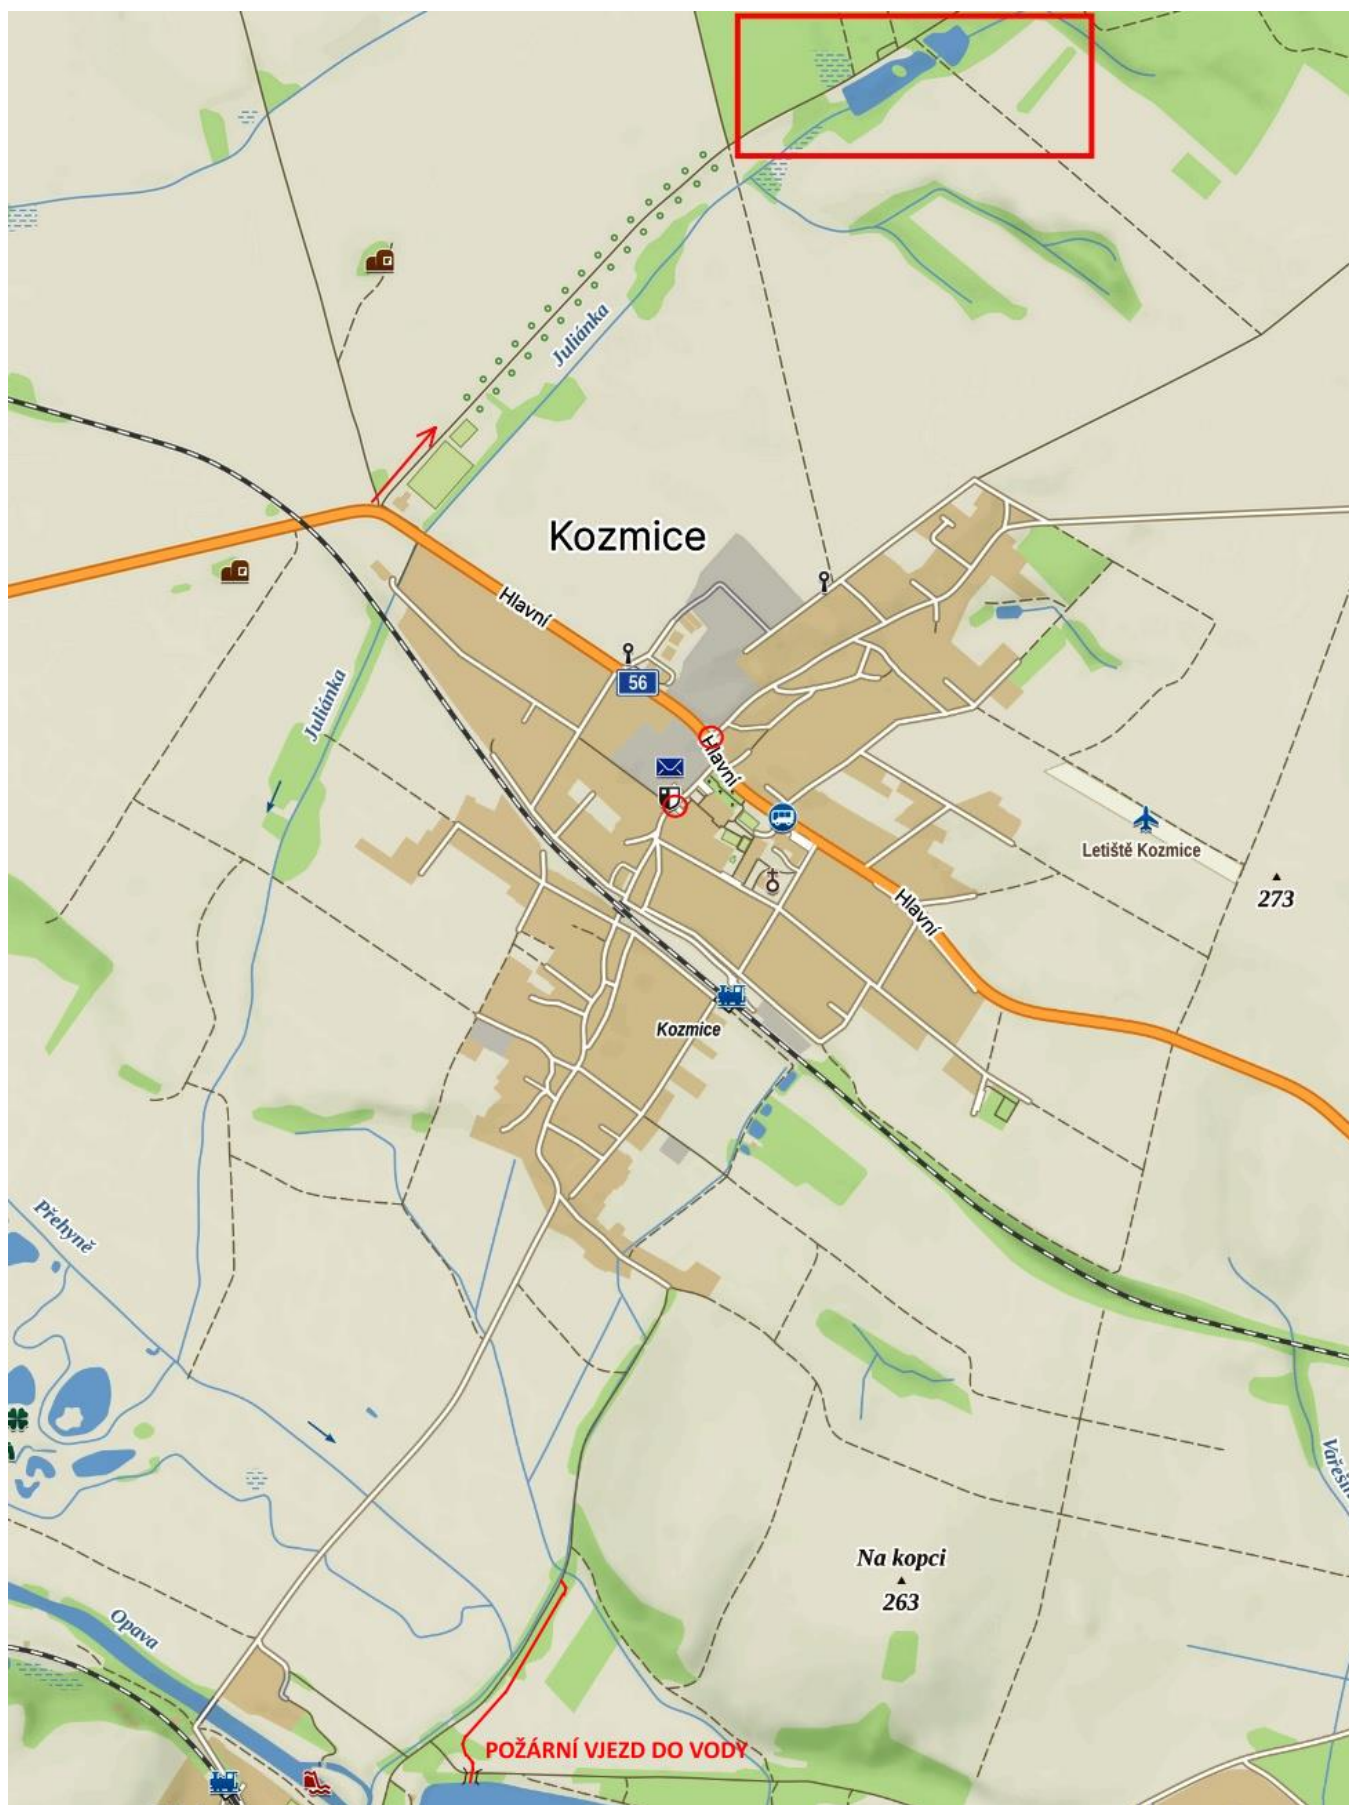 Juliánka
Kozmice
Hlavní
56
Juliánka
Hlavní
Letiště Kozmice
273
Hlavní
Kozmice
Přehyně
Na kopci
263
Opava
POŽÁRNÍ VJEZD DO VODY